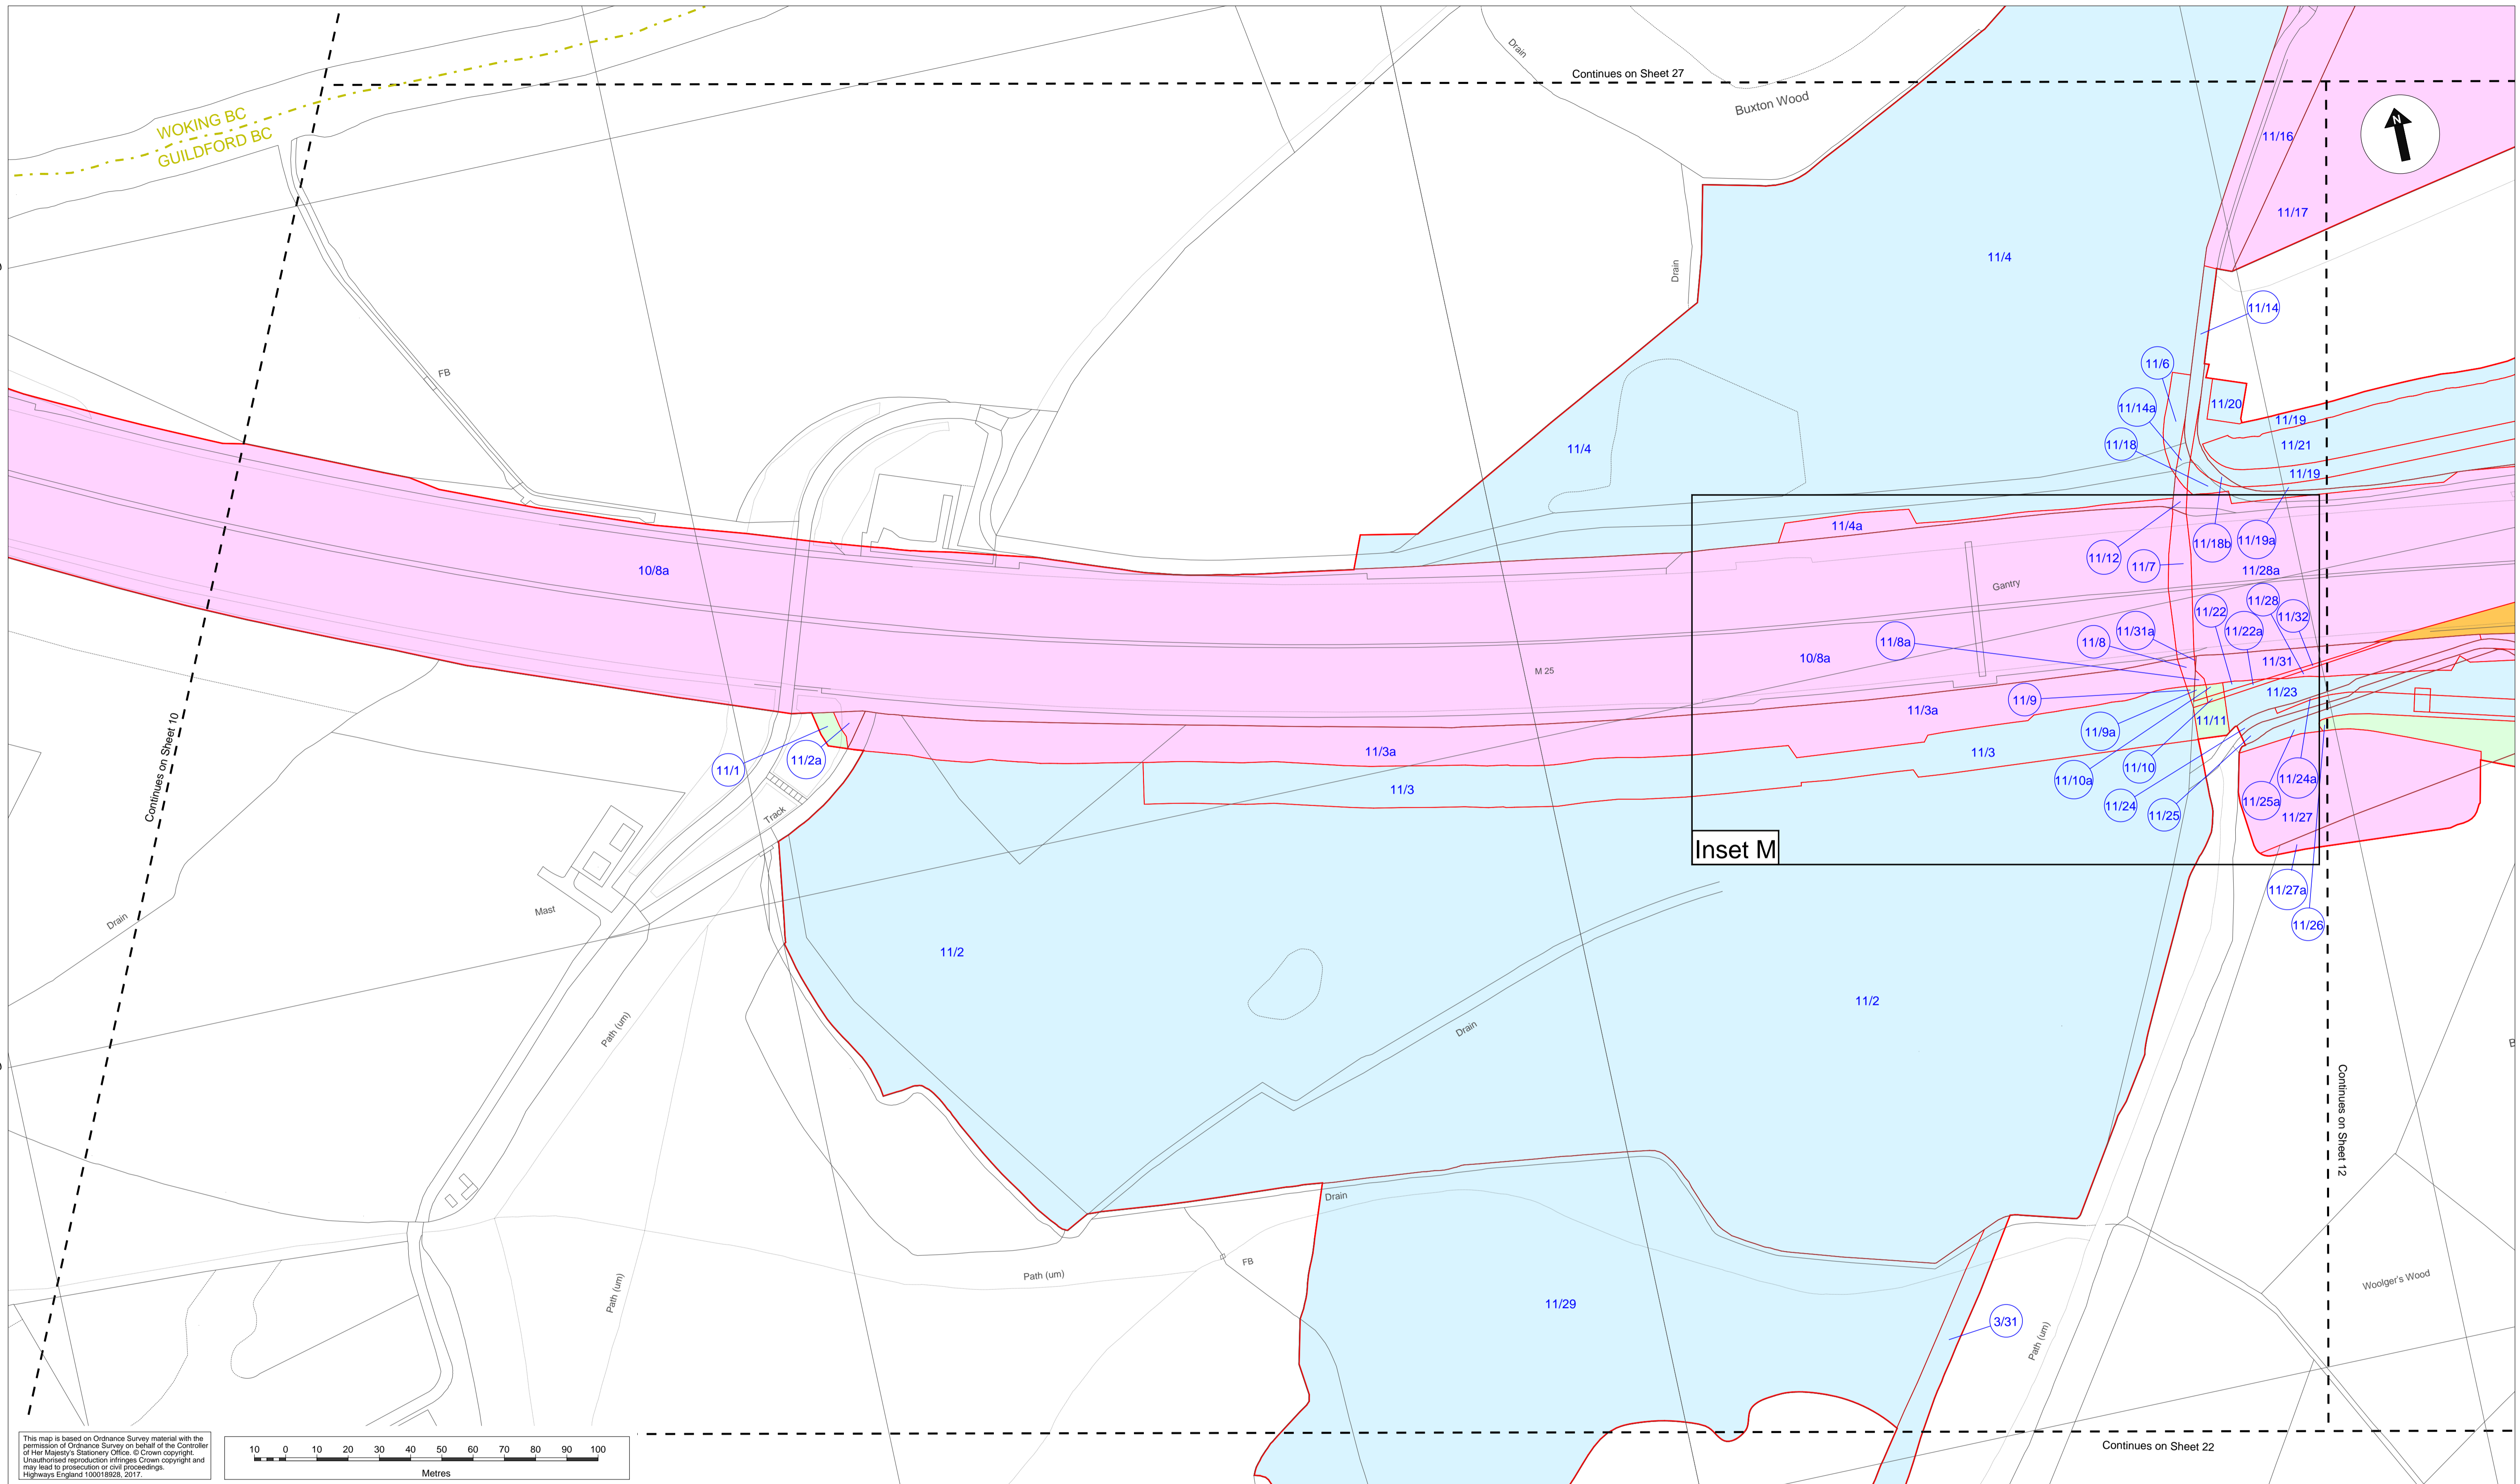 Continues on Sheet 27
Drain
Buxton Wood
WOKING BC
GUILDFORD BC
N
11/16
11/17
11/4
Drain
11/14
FB
11/6
11/14a
11/20
11/18
11/19
11/21
11/4
11/19
11/4a
11/12
11/18b
11/19a
11/7
11/28a
10/8a
Gantry
11/28
11/22
11/32
11/31a
11/22a
11/8a
11/8
10/8a
M 25
11/31
11/9
11/23
11/3a
11/11
11/9a
11/3a
11/3
11/1
11/2a
11/10
11/10a
11/24a
11/3
11/24
11/25
11/25a
11/27
Track
Inset M
Continues on Sheet 10
11/27a
Mast
Drain
11/26
11/2
11/2
Path (um)
Drain
B
Continues on Sheet 12
Drain
FB
Path (um)
Path (um)
11/29
3/31
Path (um)
Woolger's Wood
Continues on Sheet 22
This map is based on Ordnance Survey material with the
permission of Ordnance Survey on behalf of the Controller
of Her Majesty's Stationery Office. © Crown copyright.
Unauthorised reproduction infringes Crown copyright and
may lead to prosecution or civil proceedings.
Highways England 100018928, 2017.
10 0 10 20 30 40 50 60 70 80 90 100
Metres